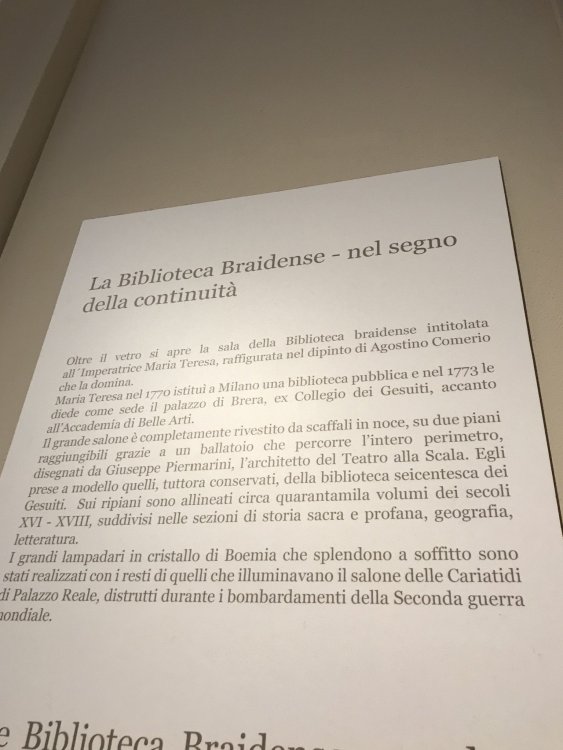 La Biblioteca Braidense - nel segno
della continuità
Oltre il vetro si apre la sala della Biblioteca braidense intitolata
all´Imperatrice Maria Teresa, raffigurata nel dipinto di Agostino Comerio
che la domina.
Maria Teresa nel 1770 istituì a Milano una biblioteca pubblica e nel 1773 le
diede come sede il palazzo di Brera, ex Collegio dei Gesuiti, accanto
all'Accademia di Belle Arti.
Il grande salone è completamente rivestito da scaffali in noce, su due piani
raggiungibili grazie a un ballatoio che percorre l'intero perimetro,
disegnati da Giuseppe Piermarini, l'architetto del Teatro alla Scala. Egli
prese a modello quelli, tuttora conservati, della biblioteca seicentesca dei
Gesuiti. Sui ripiani sono allineati circa quarantamila volumi dei secoli
XVI - XVIII, suddivisi nelle sezioni di storia sacra e profana, geografia,
letteratura.
I grandi lampadari in cristallo di Boemia che splendono a soffitto sono
stati realizzati con i resti di quelli che illuminavano il salone delle Cariatidi
di Palazzo Reale, distrutti durante i bombardamenti della Seconda guerra
mondiale.
e Biblioteca Braidense